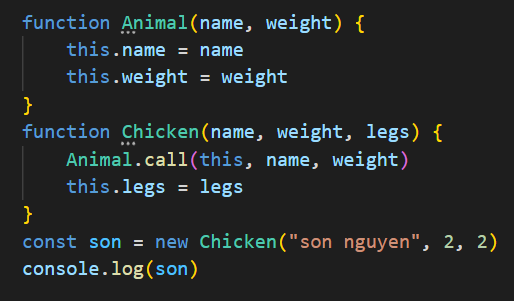 function Animal(name, weight) {
    this.name = name
    this.weight = weight
}
function Chicken(name, weight, legs) {
    Animal.call(this, name, weight)
    this.legs = legs
}
const son = new Chicken("son nguyen", 2, 2)
console.log(son)